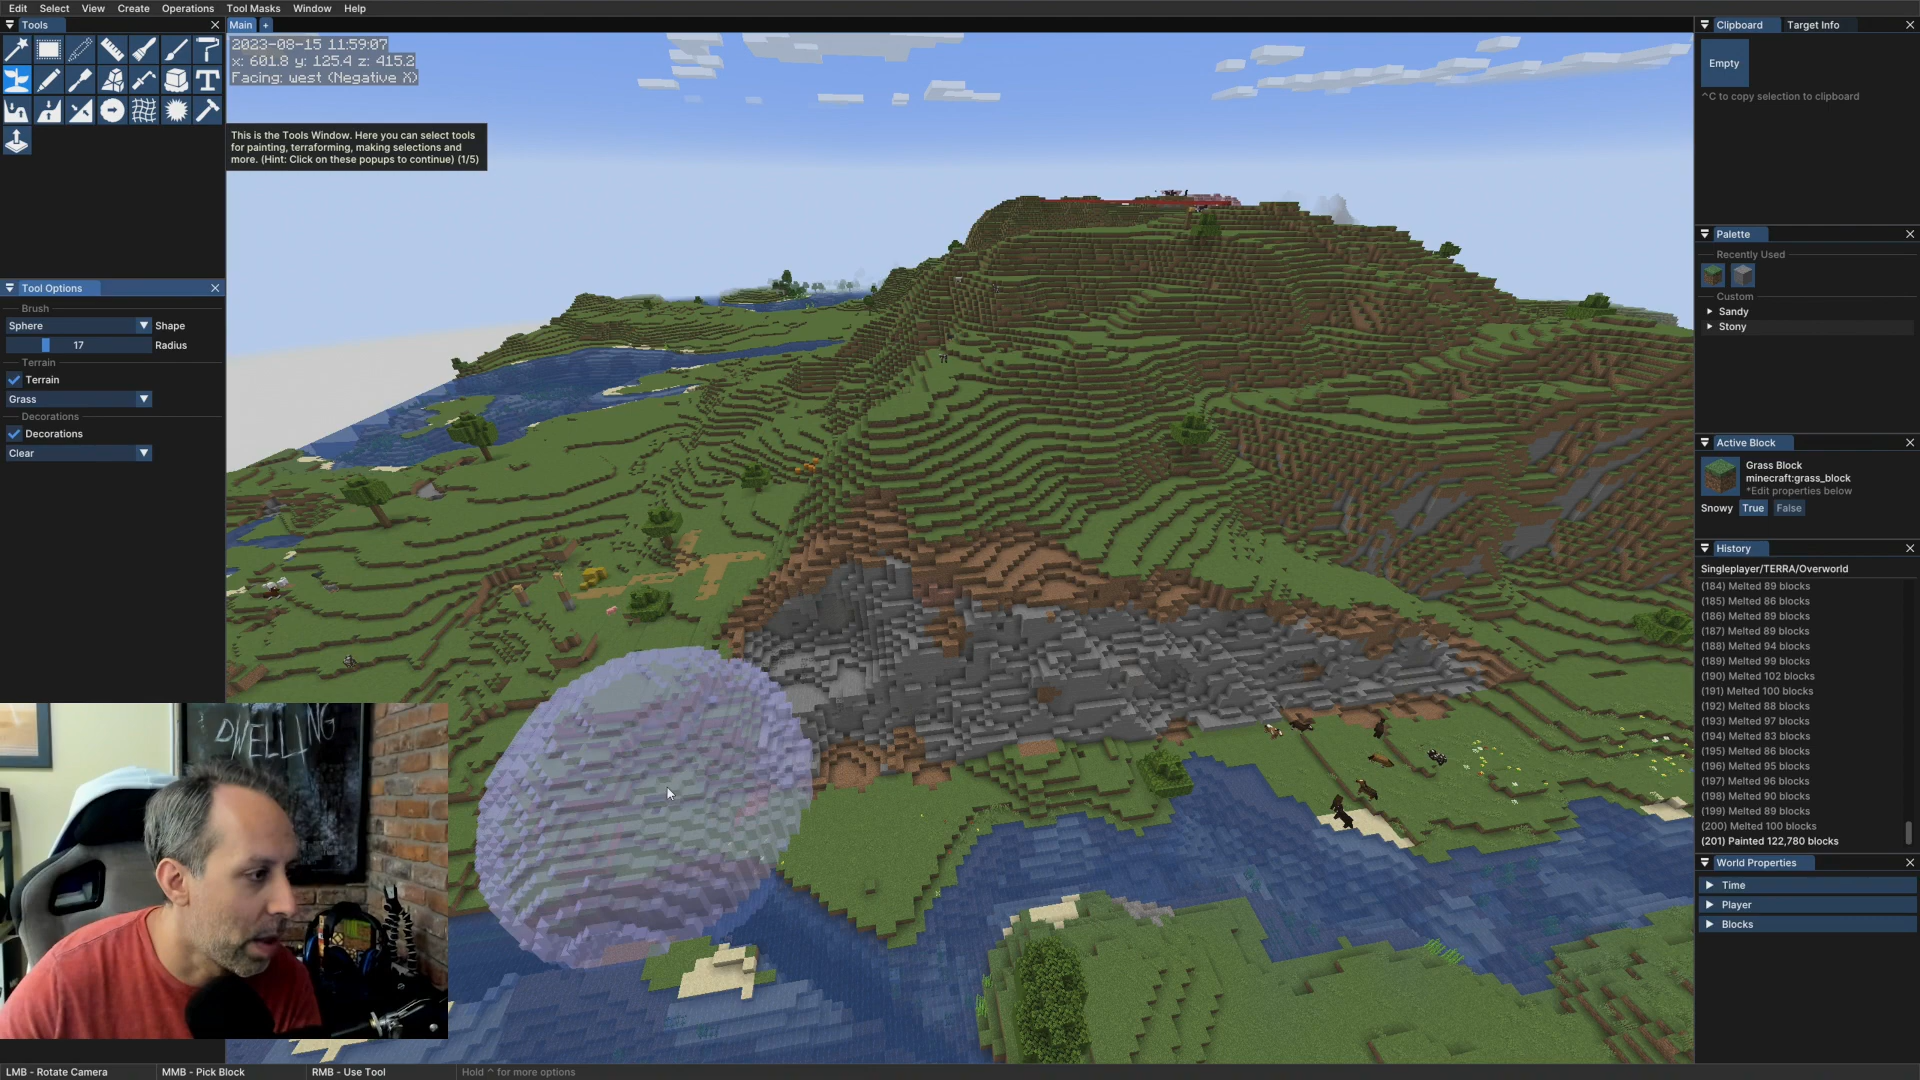 Edit Select View Create Operations Tool Masks Window Help
Tools
Main +
2023-08-15 11:59:07
x: 601.8 y: 125.4 z: 415.2
Facing: west (Negative X)
This is the Tools Window. Here you can select tools
for painting, terraforming, making selections and
more. (Hint: Click on these popups to continue) (1/5)
Tool Options
Brush
Sphere Shape
17 Radius
Terrain
Terrain
Grass
Decorations
Decorations
Clear
DWELLING
Clipboard Target Info
Empty
^C to copy selection to clipboard
Palette
Recently Used
Custom
Sandy
Stony
Active Block
Grass Block
minecraft:grass_block
*Edit properties below
Snowy True False
History
Singleplayer/TERRA/Overworld
(184) Melted 89 blocks
(185) Melted 86 blocks
(186) Melted 89 blocks
(187) Melted 89 blocks
(188) Melted 94 blocks
(189) Melted 99 blocks
(190) Melted 102 blocks
(191) Melted 100 blocks
(192) Melted 88 blocks
(193) Melted 97 blocks
(194) Melted 83 blocks
(195) Melted 86 blocks
(196) Melted 95 blocks
(197) Melted 96 blocks
(198) Melted 90 blocks
(199) Melted 89 blocks
(200) Melted 100 blocks
(201) Painted 122,780 blocks
World Properties
Time
Player
Blocks
LMB - Rotate Camera MMB - Pick Block RMB - Use Tool Hold ^ for more options